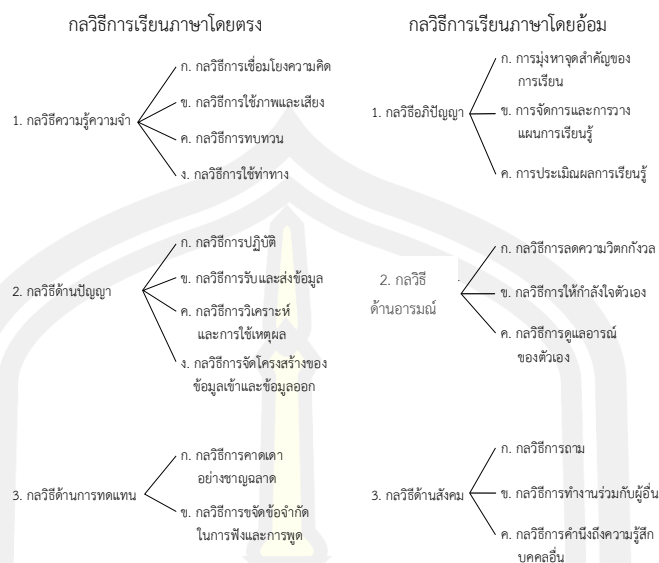 กลวิธีการเรียนภาษาโดยตรง
1. กลวิธีความรู้ความจำ
ก. กลวิธีการเชื่อมโยงความคิด
ข. กลวิธีการใช้ภาพและเสียง
ค. กลวิธีการทบทวน
ง. กลวิธีการใช้ท่าทาง
2. กลวิธีด้านปัญญา
ก. กลวิธีการปฏิบัติ
ข. กลวิธีการรับและส่งข้อมูล
ค. กลวิธีการวิเคราะห์
และการใช้เหตุผล
ง. กลวิธีการจัดโครงสร้างของ
ข้อมูลเข้าและข้อมูลออก
3. กลวิธีด้านการทดแทน
ก. กลวิธีการคาดเดา
อย่างชาญฉลาด
ข. กลวิธีการขจัดข้อจำกัด
ในการฟังและการพูด
กลวิธีการเรียนภาษาโดยอ้อม
1. กลวิธีอภิปัญญา
ก. การมุ่งหาจุดสำคัญของ
การเรียน
ข. การจัดการและการวาง
แผนการเรียนรู้
ค. การประเมิณผลการเรียนรู้
2. กลวิธี
ด้านอารมณ์
ก. กลวิธีการลดความวิตกกังวล
ข. กลวิธีการให้กำลังใจตัวเอง
ค. กลวิธีการดูแลอารณ์
ของตัวเอง
3. กลวิธีด้านสังคม
ก. กลวิธีการถาม
ข. กลวิธีการทำงานร่วมกับผู้อื่น
ค. กลวิธีการคำนึงถึงความรู้สึก
บุคคลอื่น